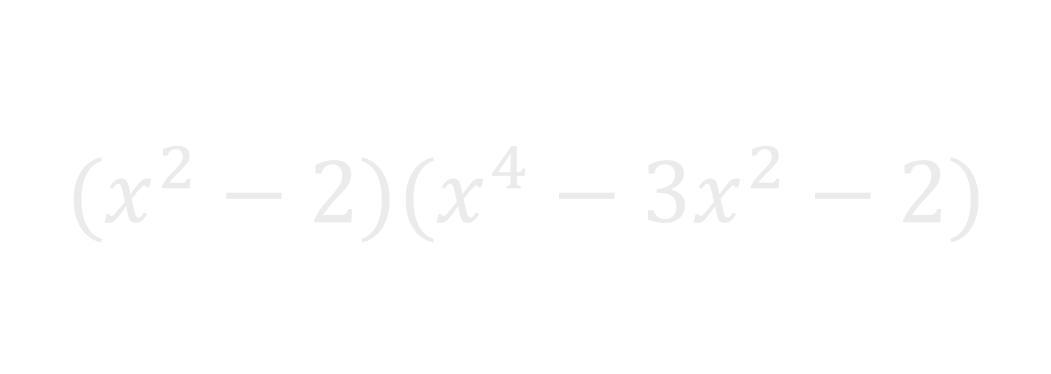 (x² − 2)(x⁴ − 3x² − 2)